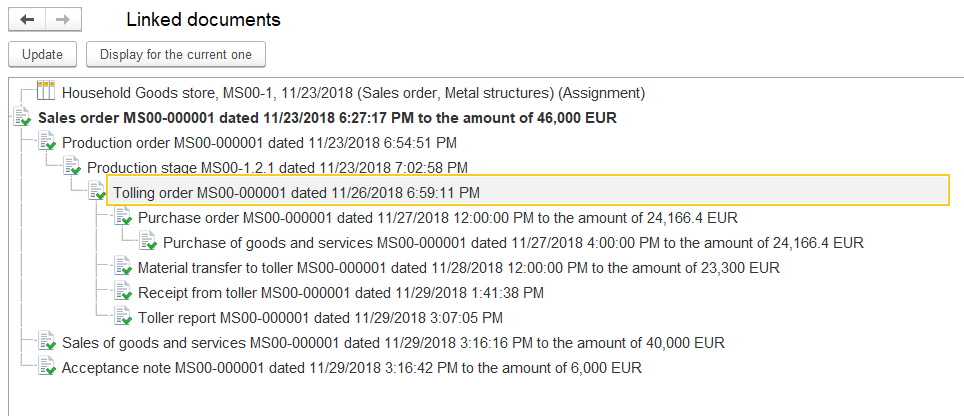 Linked documents
Update
Display for the current one
Household Goods store, MS00-1, 11/23/2018 (Sales order, Metal structures) (Assignment)
Sales order MS00-000001 dated 11/23/2018 6:27:17 PM to the amount of 46,000 EUR
Production order MS00-000001 dated 11/23/2018 6:54:51 PM
Production stage MS00-1.2.1 dated 11/23/2018 7:02:58 PM
Tolling order MS00-000001 dated 11/26/2018 6:59:11 PM
Purchase order MS00-000001 dated 11/27/2018 12:00:00 PM to the amount of 24,166.4 EUR
Purchase of goods and services MS00-000001 dated 11/27/2018 4:00:00 PM to the amount of 24,166.4 EUR
Material transfer to toller MS00-000001 dated 11/28/2018 12:00:00 PM to the amount of 23,300 EUR
Receipt from toller MS00-000001 dated 11/29/2018 1:41:38 PM
Toller report MS00-000001 dated 11/29/2018 3:07:05 PM
Sales of goods and services MS00-000001 dated 11/29/2018 3:16:16 PM to the amount of 40,000 EUR
Acceptance note MS00-000001 dated 11/29/2018 3:16:42 PM to the amount of 6,000 EUR